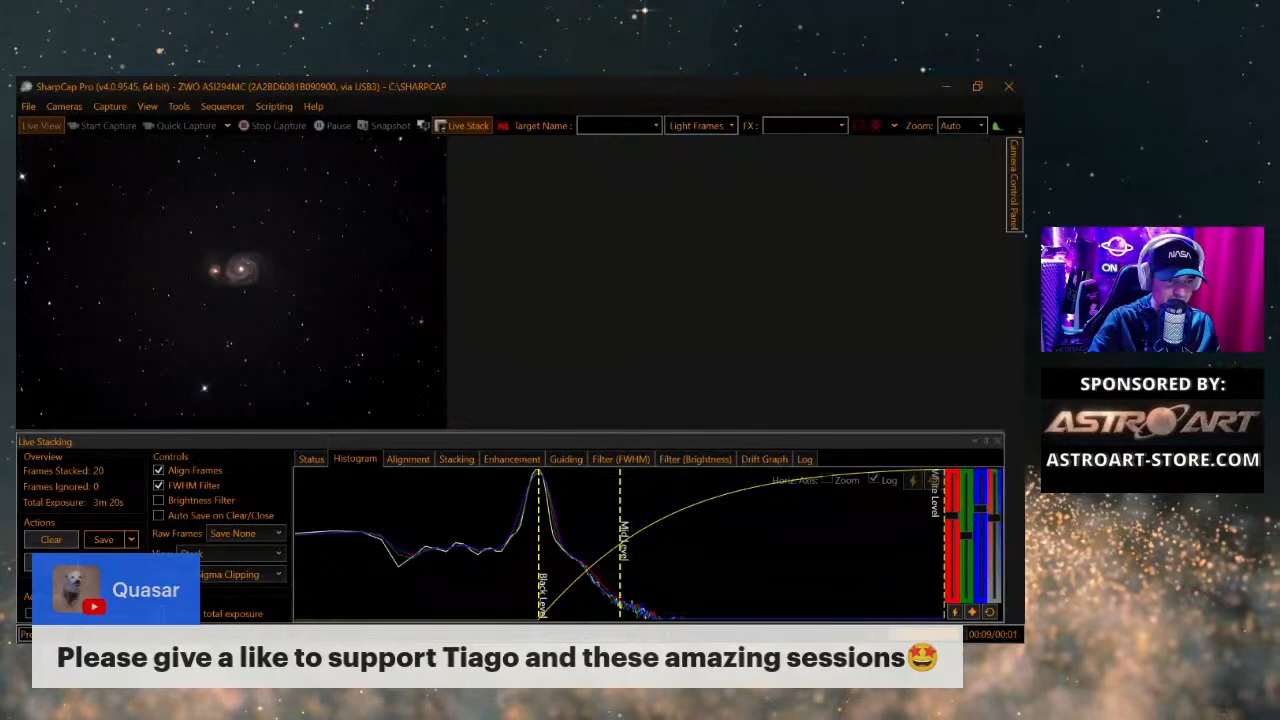 SharpCap Pro (v4.0.9545, 64 bit) - ZWO ASI294MC (2A2BD6081B090900, via USB3) - C:\SHARPCAP
File Cameras Capture View Tools Sequencer Scripting Help
Live View Start Capture Quick Capture Stop Capture Pause Snapshot Live Stack Target Name : Light Frames FX : Zoom: Auto
Camera Control Panel
NASA
ON
SPONSORED BY:
ASTROART
ASTROART-STORE.COM
Live Stacking
Overview
Frames Stacked: 20
Frames Ignored: 0
Total Exposure: 3m 20s
Actions
Clear Save
Controls
Align Frames
FWHM Filter
Brightness Filter
Auto Save on Clear/Close
Raw Frames Save None
Stack
igma Clipping
total exposure
Status Histogram Alignment Stacking Enhancement Guiding Filter (FWHM) Filter (Brightness) Drift Graph Log
Horiz Axis: Zoom Log
Black Level
Mid Level
White Level
00:09/00:01
Quasar
Please give a like to support Tiago and these amazing sessions🤩